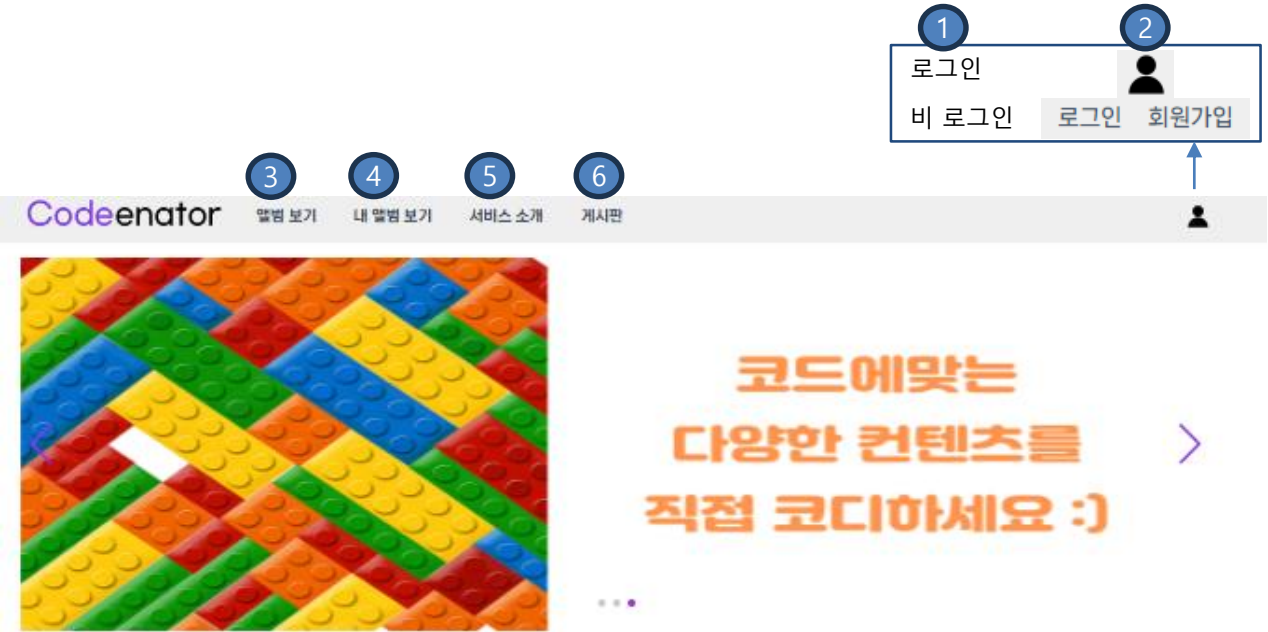 1 2
로그인
비 로그인 로그인 회원가입
3 4 5 6
Codeenator 앨범 보기 내 앨범 보기 서비스 소개 게시판
코드에맞는
다양한 컨텐츠를
직접 코디하세요 :)